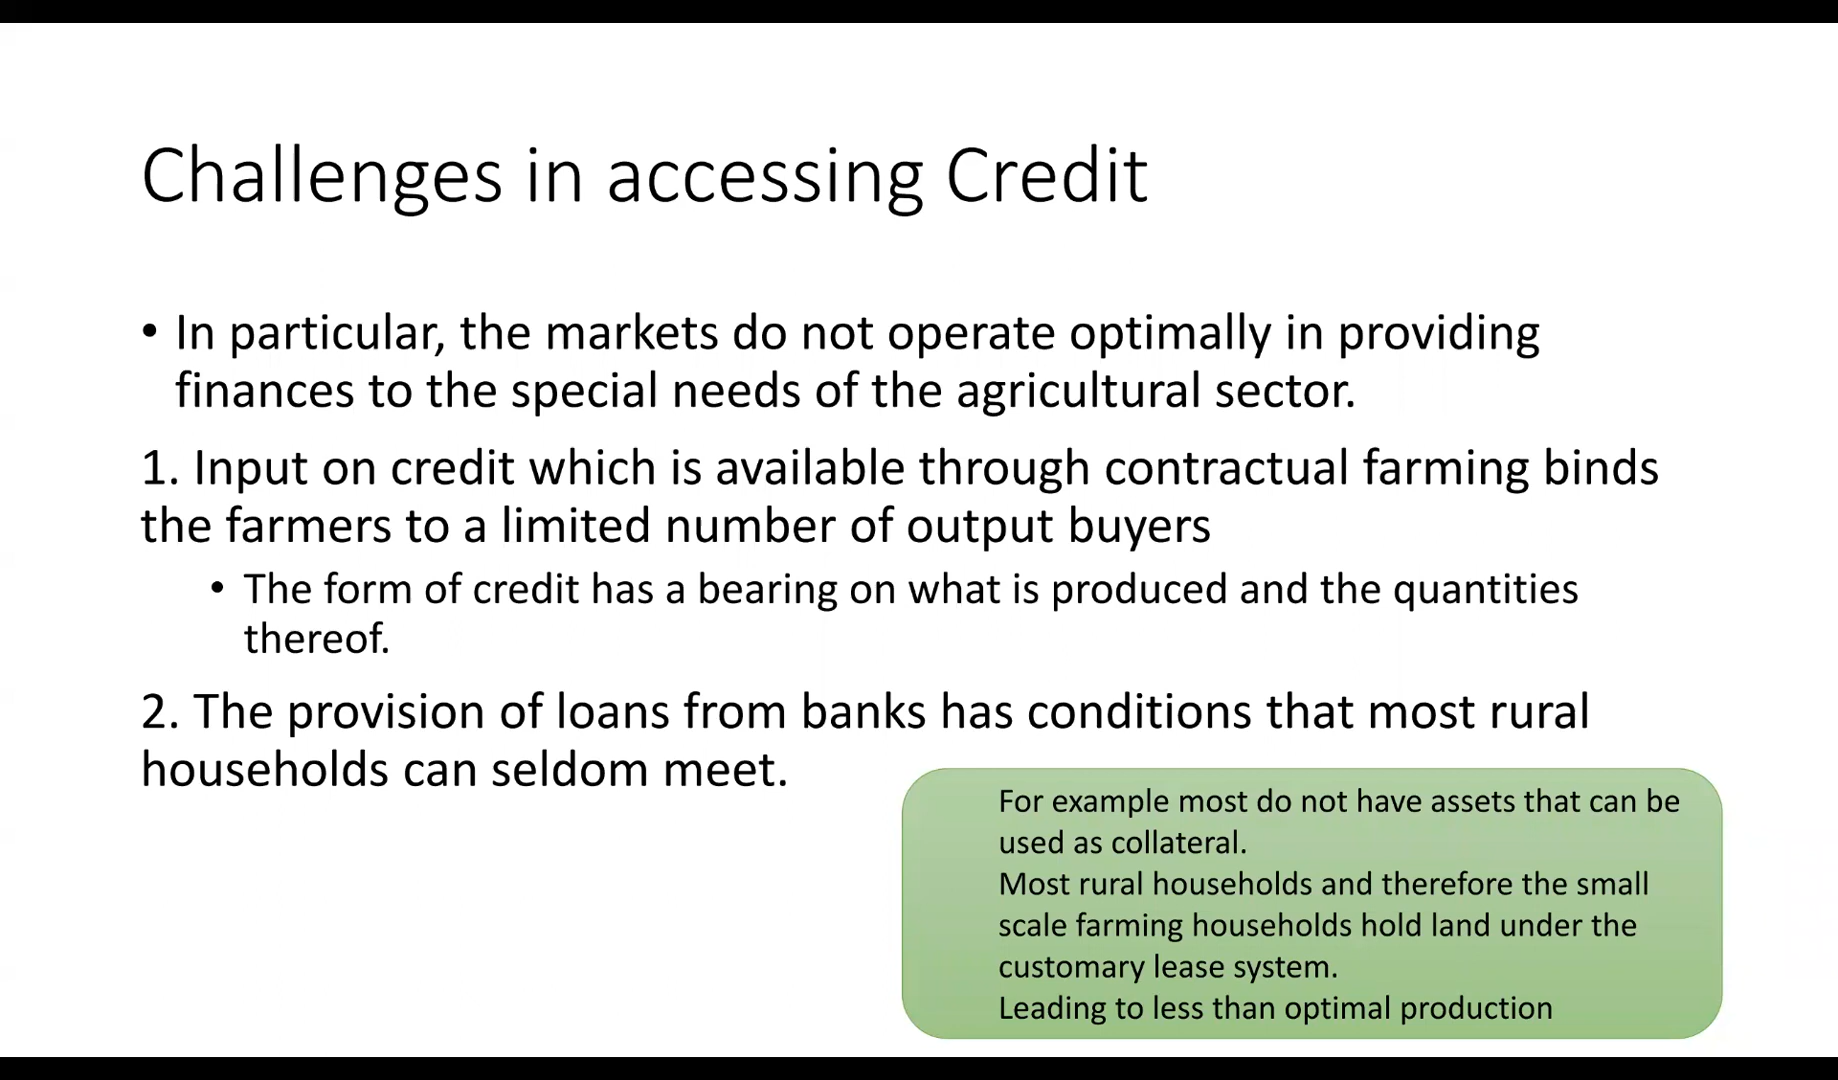 Challenges in accessing Credit
• In particular, the markets do not operate optimally in providing
finances to the special needs of the agricultural sector.
1. Input on credit which is available through contractual farming binds
the farmers to a limited number of output buyers
• The form of credit has a bearing on what is produced and the quantities
thereof.
2. The provision of loans from banks has conditions that most rural
households can seldom meet.
For example most do not have assets that can be
used as collateral.
Most rural households and therefore the small
scale farming households hold land under the
customary lease system.
Leading to less than optimal production